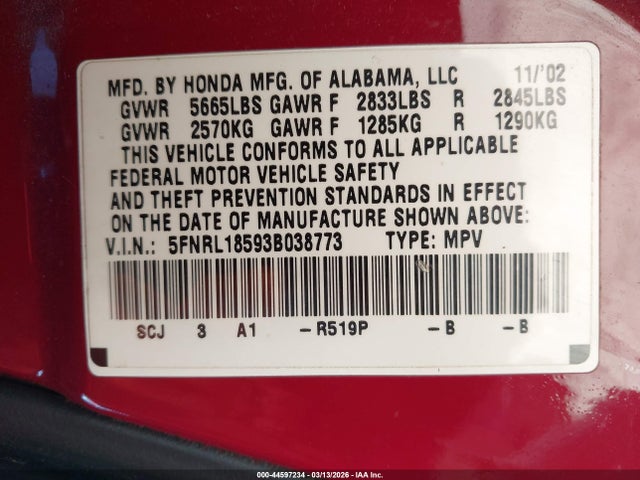 MFD. BY HONDA MFG. OF ALABAMA, LLC 11/'02
GVWR 5665LBS GAWR F 2833LBS R 2845LBS
GVWR 2570KG GAWR F 1285KG R 1290KG
THIS VEHICLE CONFORMS TO ALL APPLICABLE
FEDERAL MOTOR VEHICLE SAFETY
AND THEFT PREVENTION STANDARDS IN EFFECT
ON THE DATE OF MANUFACTURE SHOWN ABOVE:
V.I.N.: 5FNRL18593B038773 TYPE: MPV
SCJ 3 A1 -R519P -B -B
000-44597234 - 03/13/2026 - IAA Inc.